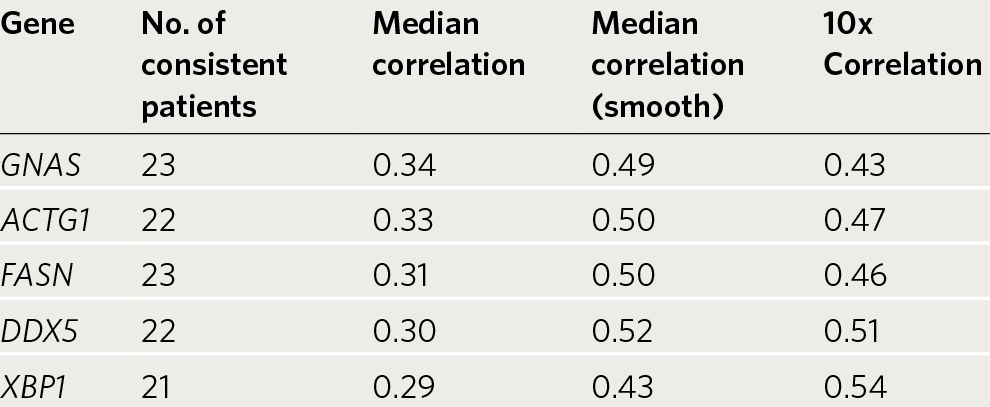 Gene No. of consistent patients Median correlation Median correlation (smooth) 10x Correlation
GNAS 23 0.34 0.49 0.43
ACTG1 22 0.33 0.50 0.47
FASN 23 0.31 0.50 0.46
DDX5 22 0.30 0.52 0.51
XBP1 21 0.29 0.43 0.54